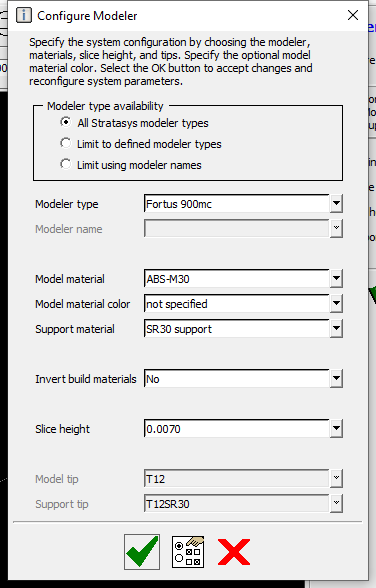 Configure Modeler
Specify the system configuration by choosing the modeler,
materials, slice height, and tips. Specify the optional model
material color. Select the OK button to accept changes and
reconfigure system parameters.
Modeler type availability
All Stratasys modeler types
Limit to defined modeler types
Limit using modeler names
Modeler type Fortus 900mc
Modeler name
Model material ABS-M30
Model material color not specified
Support material SR30 support
Invert build materials No
Slice height 0.0070
Model tip T12
Support tip T12SR30